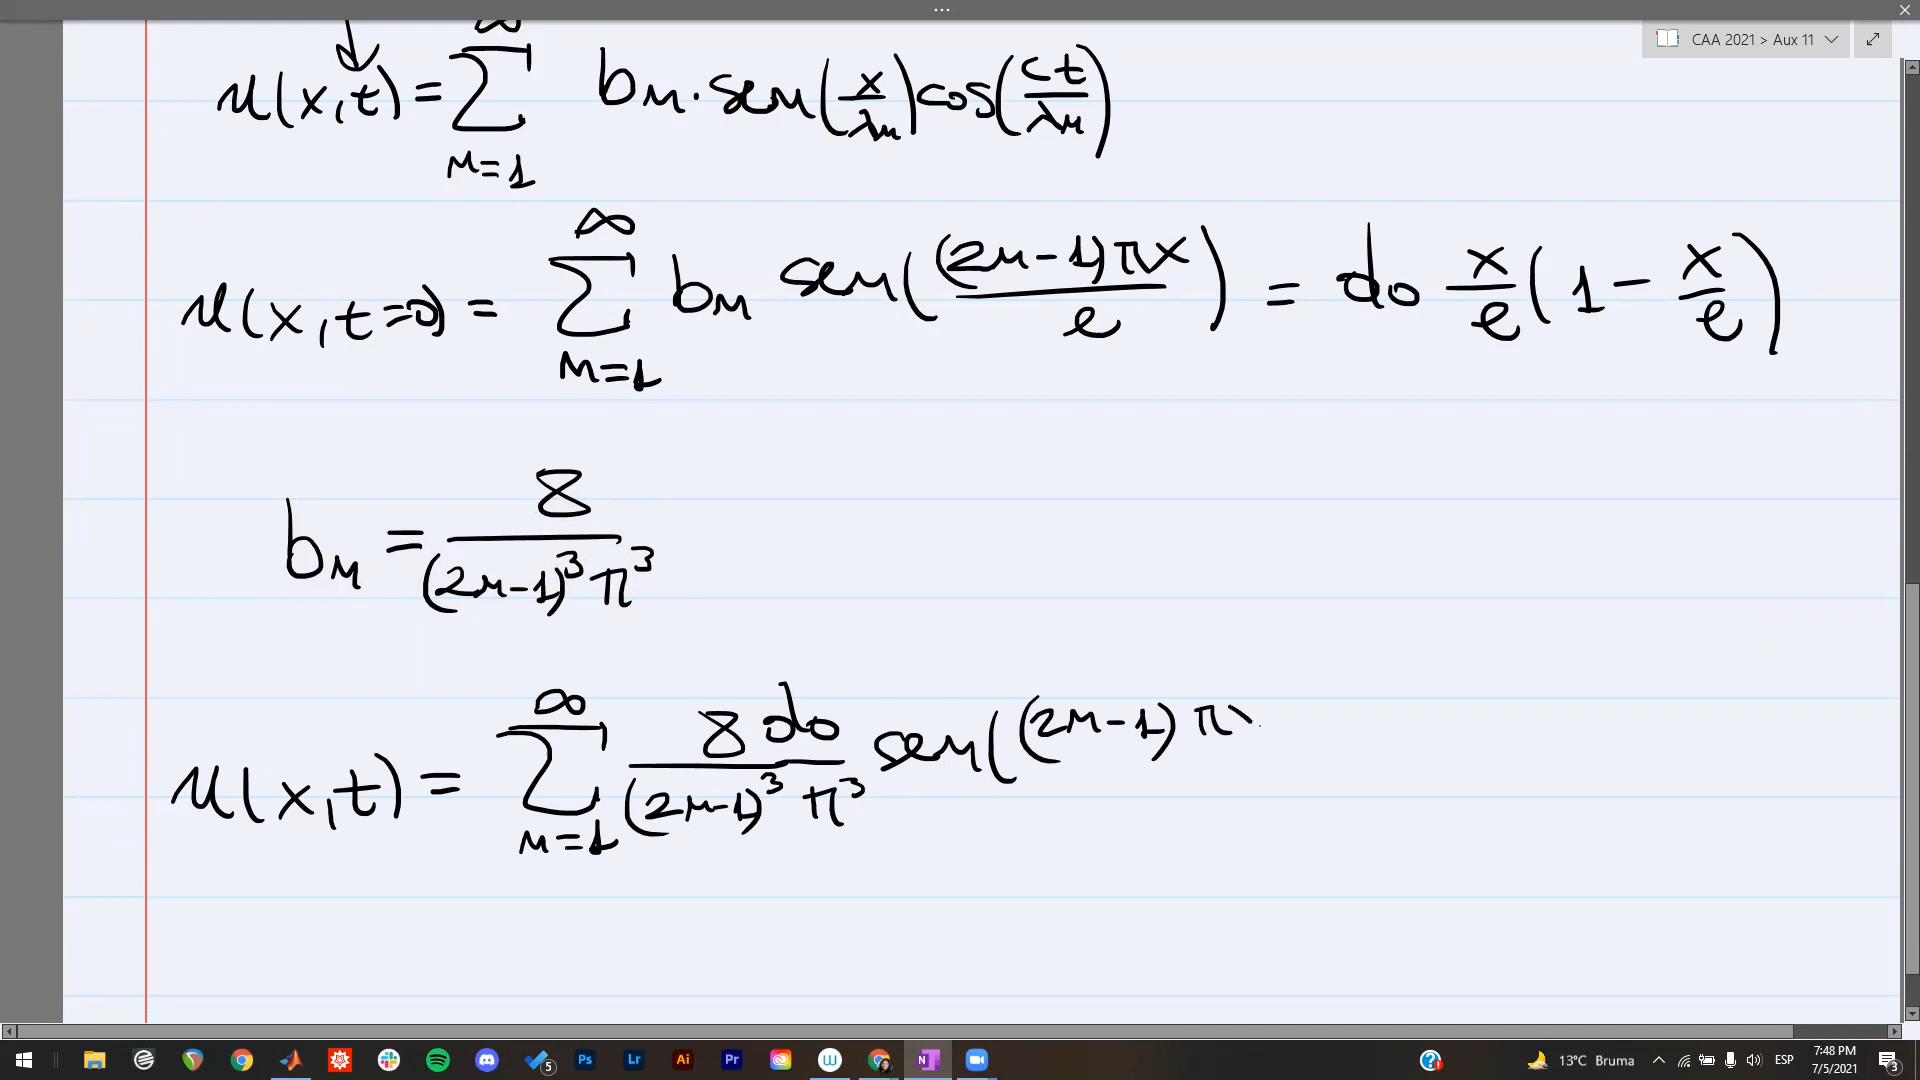 ...
CAA 2021 > Aux 11
u(x,t) = ∑_{n=1}^{∞} bn · sen(x/λn) cos(ct/λn)
u(x,t=0) = ∑_{n=1}^{∞} bn sen((2n-1)πx/e) = do x/e (1 - x/e)
bn = 8/((2n-1)³π³)
u(x,t) = ∑_{n=1}^{∞} 8do/((2n-1)³π³) sen((2n-1)π
5
13°C Bruma
ESP
7:48 PM
7/5/2021
3